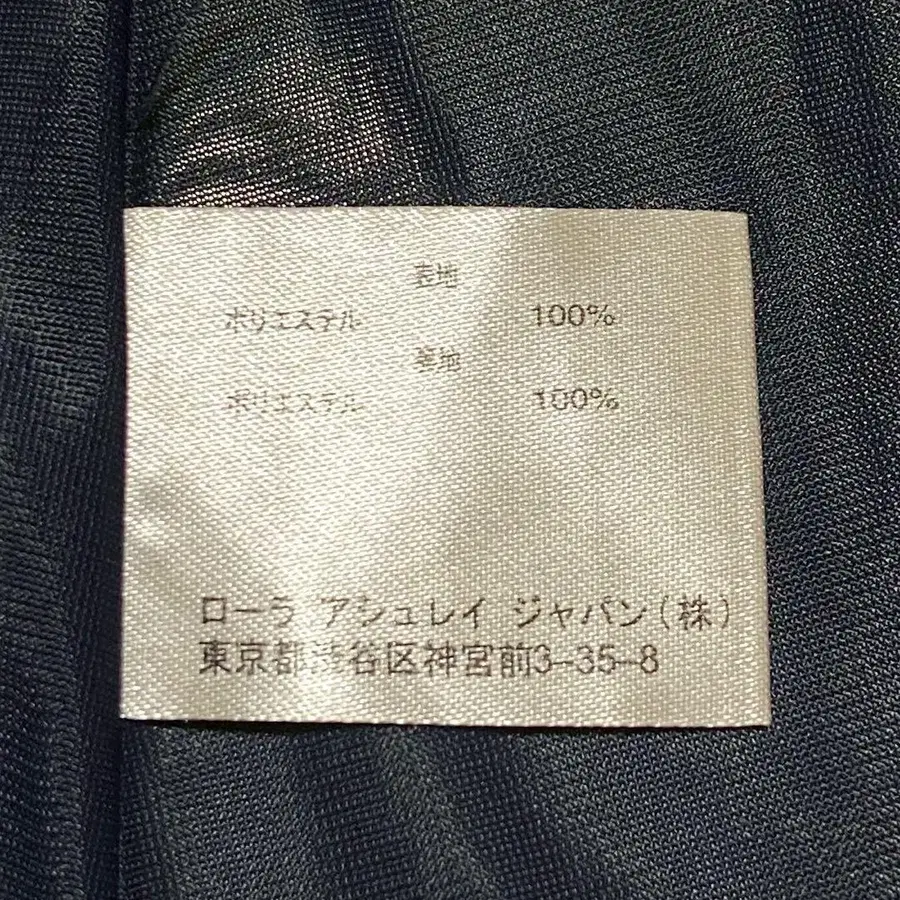 表地
ポリエステル 100%
裏地
ポリエステル 100%
ローラ アシュレイ ジャパン(株)
東京都渋谷区神宮前3-35-8